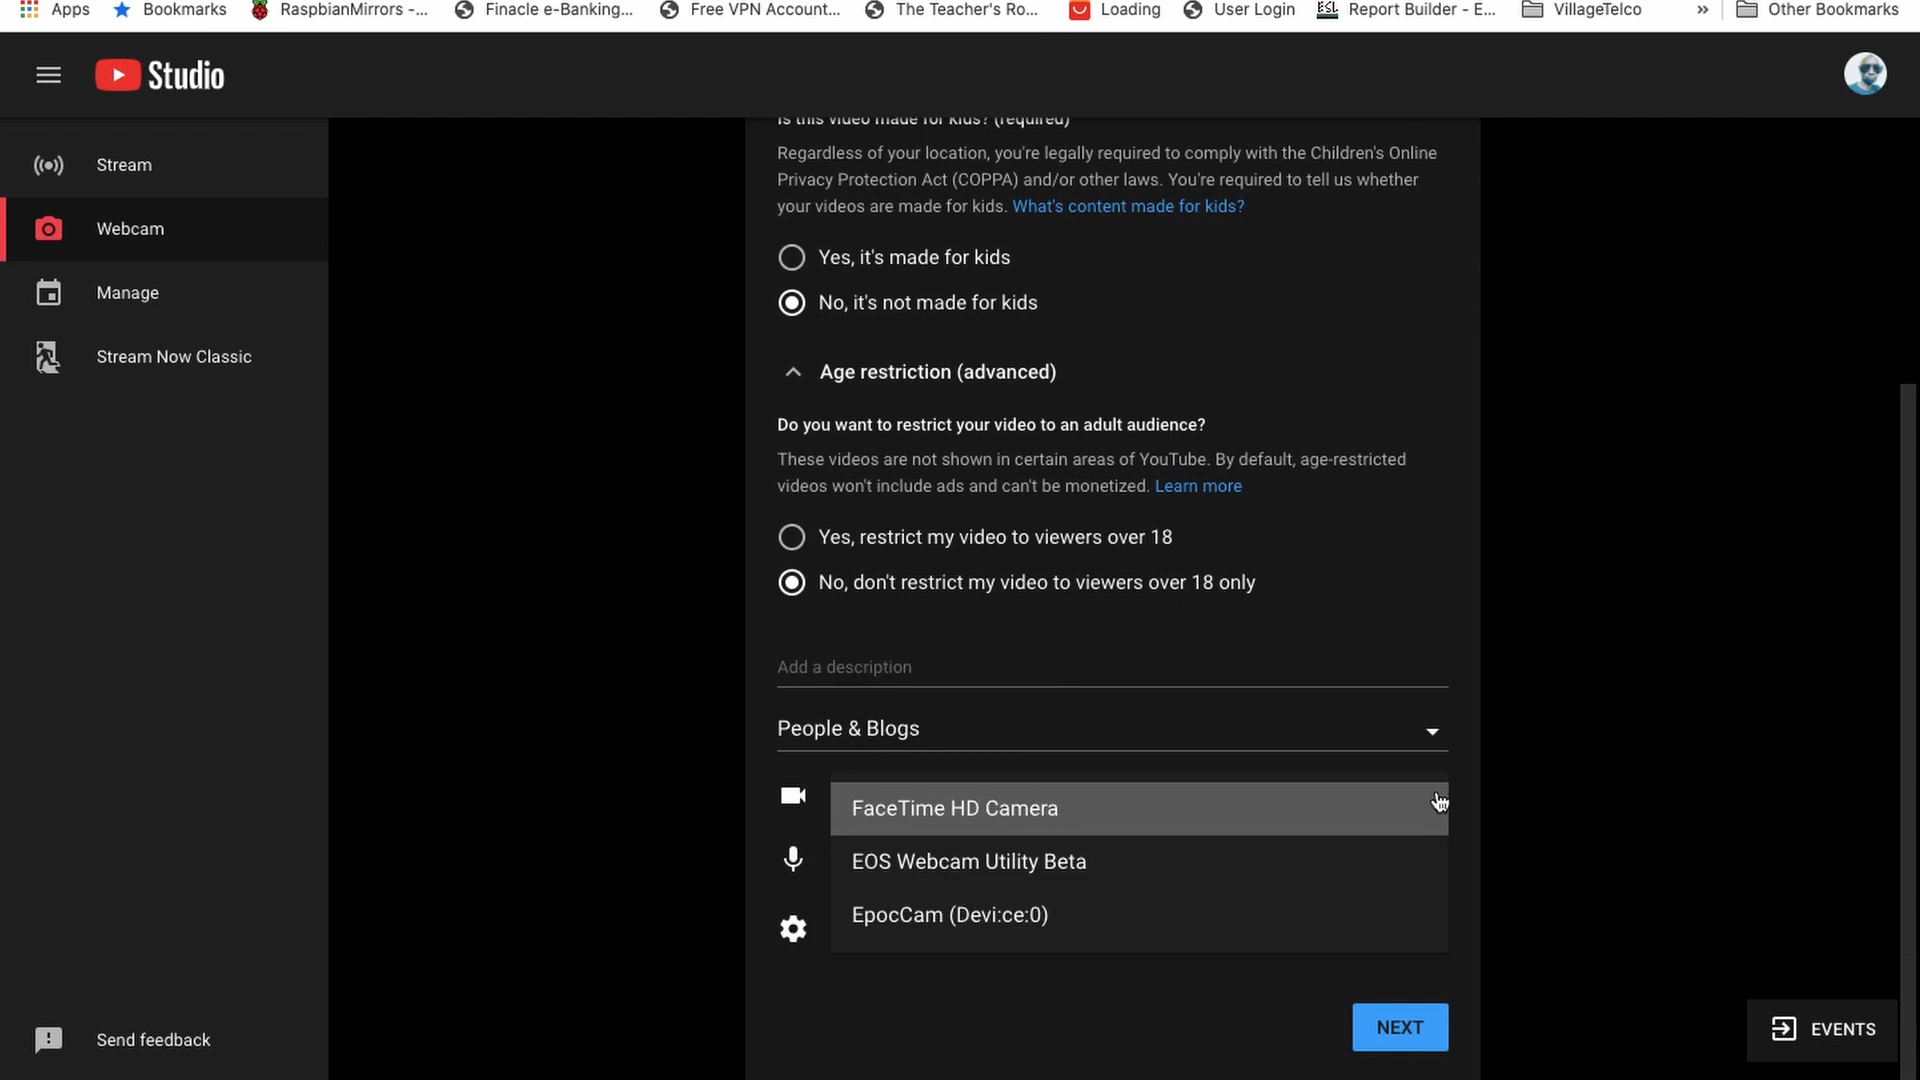 Apps
Bookmarks
RaspbianMirrors -...
Finacle e-Banking...
Free VPN Account...
The Teacher's Ro...
Loading
User Login
ESL
Report Builder - E...
VillageTelco
»
Other Bookmarks
Studio
Is this video made for kids? (required)
Stream
Regardless of your location, you're legally required to comply with the Children's Online
Privacy Protection Act (COPPA) and/or other laws. You're required to tell us whether
your videos are made for kids. What's content made for kids?
Webcam
Yes, it's made for kids
Manage
No, it's not made for kids
Stream Now Classic
Age restriction (advanced)
Do you want to restrict your video to an adult audience?
These videos are not shown in certain areas of YouTube. By default, age-restricted
videos won't include ads and can't be monetized. Learn more
Yes, restrict my video to viewers over 18
No, don't restrict my video to viewers over 18 only
Add a description
People & Blogs
FaceTime HD Camera
EOS Webcam Utility Beta
EpocCam (Devi:ce:0)
NEXT
EVENTS
Send feedback